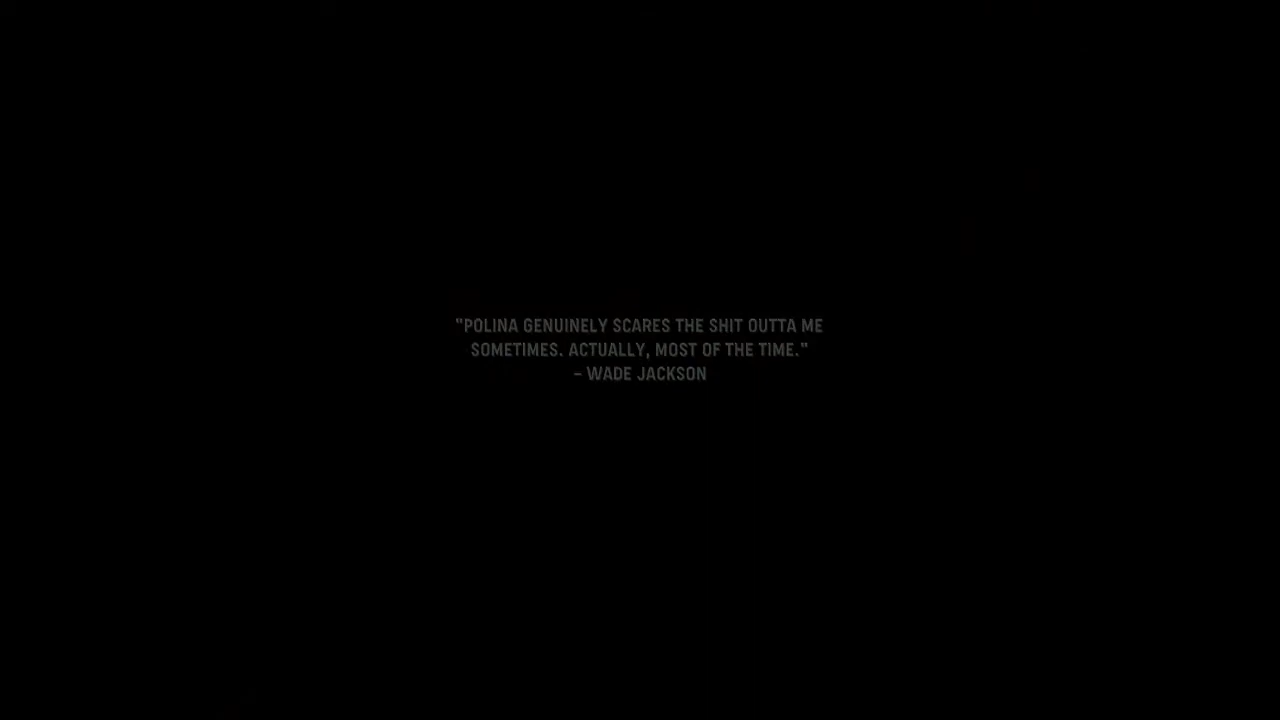 "POLINA GENUINELY SCARES THE SHIT OUTTA ME
SOMETIMES. ACTUALLY, MOST OF THE TIME."
– WADE JACKSON